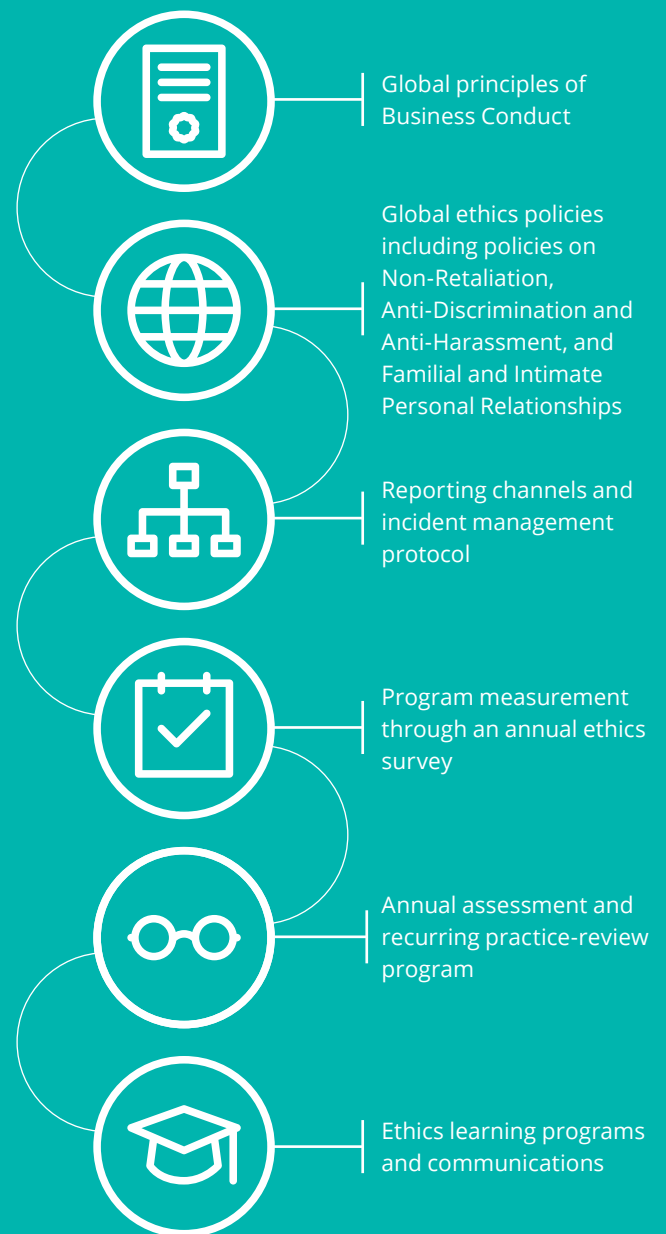 Global principles of
Business Conduct
Global ethics policies
including policies on
Non-Retaliation,
Anti-Discrimination and
Anti-Harassment, and
Familial and Intimate
Personal Relationships
Reporting channels and
incident management
protocol
Program measurement
through an annual ethics
survey
Annual assessment and
recurring practice-review
program
Ethics learning programs
and communications